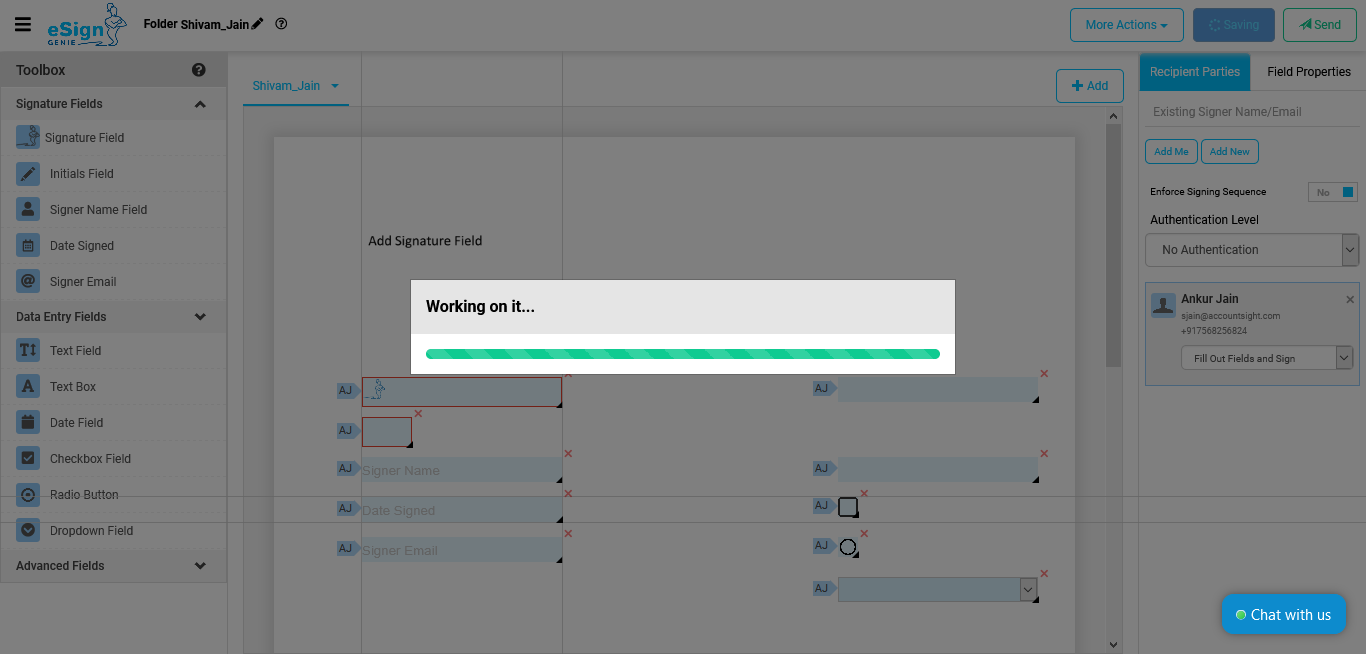 eSign
GENIE
Folder Shivam_Jain
More Actions
Saving
Send
Toolbox
Signature Fields
Signature Field
Initials Field
Signer Name Field
Date Signed
Signer Email
Data Entry Fields
Text Field
Text Box
Date Field
Checkbox Field
Radio Button
Dropdown Field
Advanced Fields
Shivam_Jain
Add
Add Signature Field
Working on it...
AJ
AJ
AJ
AJ Signer Name
AJ
AJ Date Signed
AJ
AJ Signer Email
AJ
AJ
Recipient Parties
Field Properties
Existing Signer Name/Email
Add Me
Add New
Enforce Signing Sequence
No
Authentication Level
No Authentication
Ankur Jain
sjain@accountsight.com
+917568256824
Fill Out Fields and Sign
Chat with us